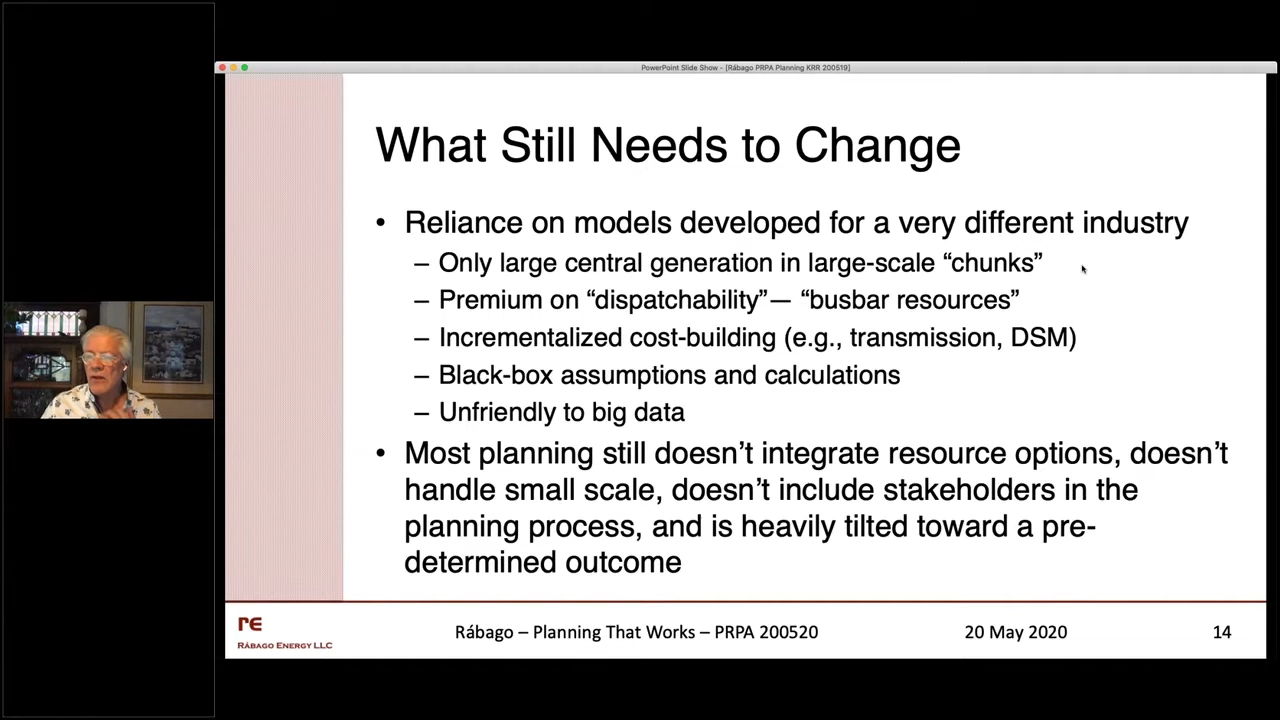 PowerPoint Slide Show - [Rábago PRPA Planning KRR 200519]
What Still Needs to Change
• Reliance on models developed for a very different industry
– Only large central generation in large-scale “chunks”
– Premium on “dispatchability”— “busbar resources”
– Incrementalized cost-building (e.g., transmission, DSM)
– Black-box assumptions and calculations
– Unfriendly to big data
• Most planning still doesn’t integrate resource options, doesn’t
handle small scale, doesn’t include stakeholders in the
planning process, and is heavily tilted toward a pre-
determined outcome
re
RÁBAGO ENERGY LLC
Rábago – Planning That Works – PRPA 200520
20 May 2020
14